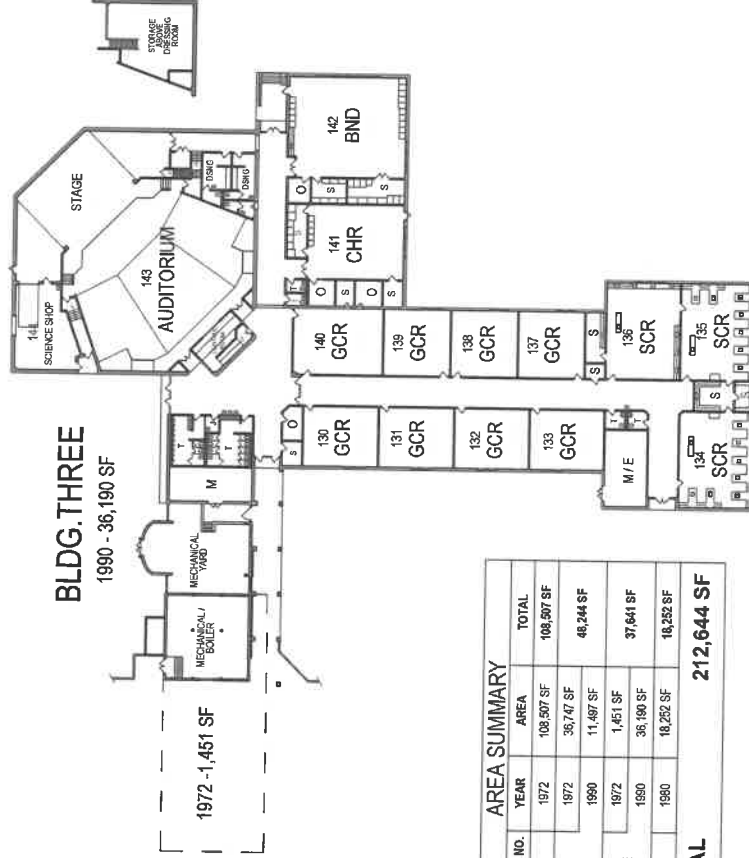 STORAGE
ABOVE
DRESSING
ROOM
STAGE
SCIENCE SHOP
143
AUDITORIUM
DSNG
DSNG
142
BND
O
S
S
S
141
CHR
T
O
S
O
S
BLDG.THREE
1990 - 36,190 SF
T
T
M
MECHANICAL
YARD
MECHANICAL /
BOILER
1972 -1,451 SF
O
S
130
GCR
131
GCR
132
GCR
133
GCR
140
GCR
139
GCR
138
GCR
137
GCR
S
S
T
T
M / E
136
SCR
135
SCR
134
SCR
S
S
S
AREA SUMMARY
NO. YEAR AREA TOTAL
1972 108,507 SF 108,507 SF
1972 36,747 SF 48,244 SF
1990 11,497 SF
1972 1,451 SF 37,641 SF
1990 36,190 SF
1980 18,252 SF 18,252 SF
AL 212,644 SF